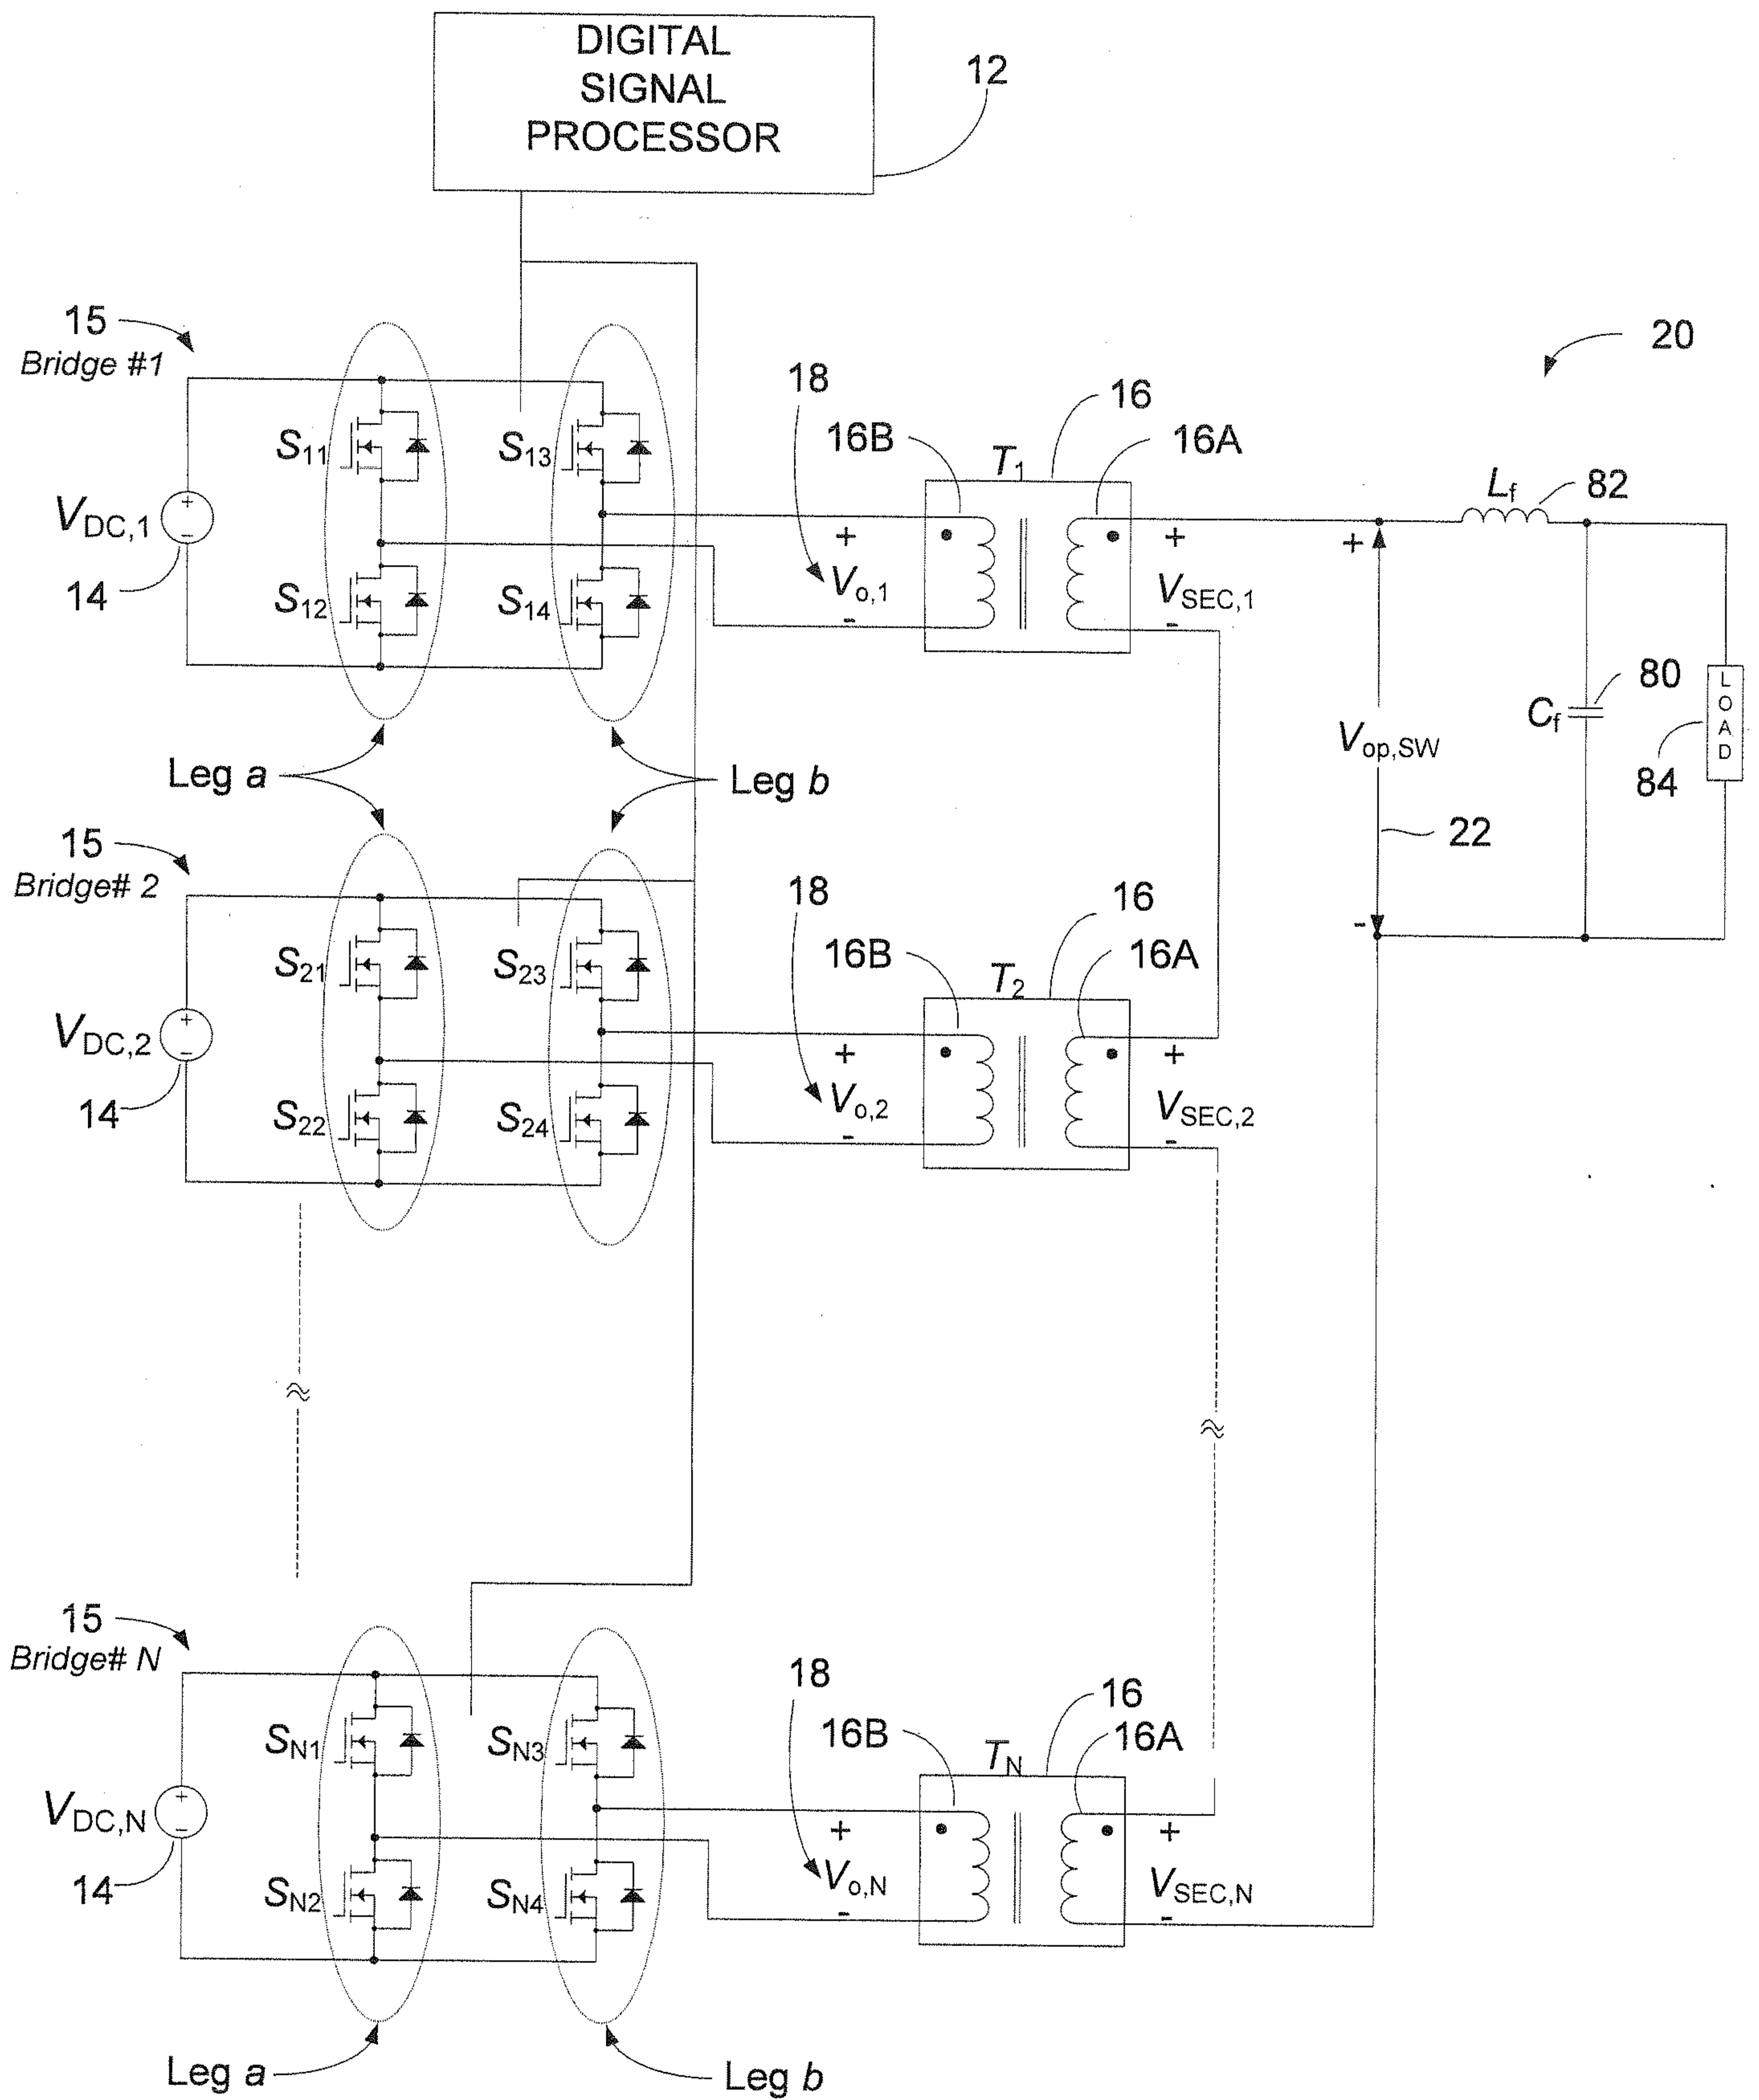 DIGITAL
SIGNAL
PROCESSOR
12
15
Bridge #1
20
18
16
16B
16A
S11
S13
T1
Lf
82
VDC,1
+
-
14
S12
S14
+
Vo,1
-
+
VSEC,1
-
+
80
Cf
LOAD
84
Vop,SW
22
-
Leg a
Leg b
15
Bridge# 2
18
16
16B
16A
T2
S21
S23
VDC,2
+
-
14
S22
S24
+
Vo,2
-
+
VSEC,2
-
≈
≈
15
Bridge# N
18
16
16B
16A
TN
SN1
SN3
VDC,N
+
-
14
SN2
SN4
+
Vo,N
-
+
VSEC,N
-
Leg a
Leg b